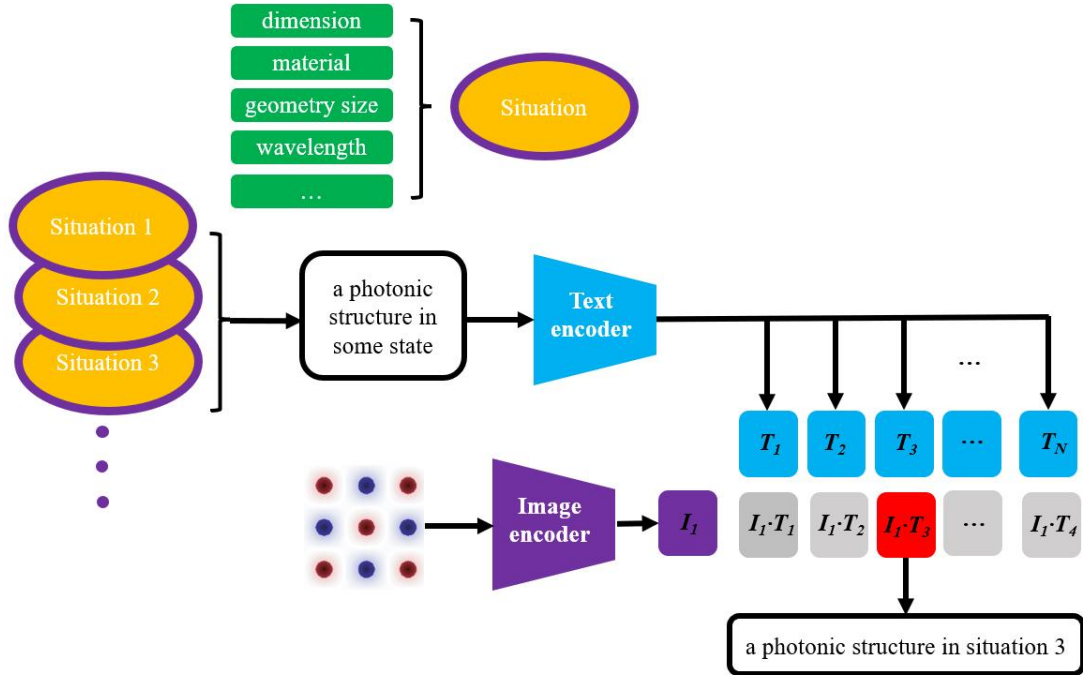 dimension
material
geometry size
wavelength
...
Situation
Situation 1
Situation 2
Situation 3
a photonic
structure in
some state
Text
encoder
...
T1
T2
T3
...
TN
Image
encoder
I1
I1·T1
I1·T2
I1·T3
...
I1·T4
a photonic structure in situation 3